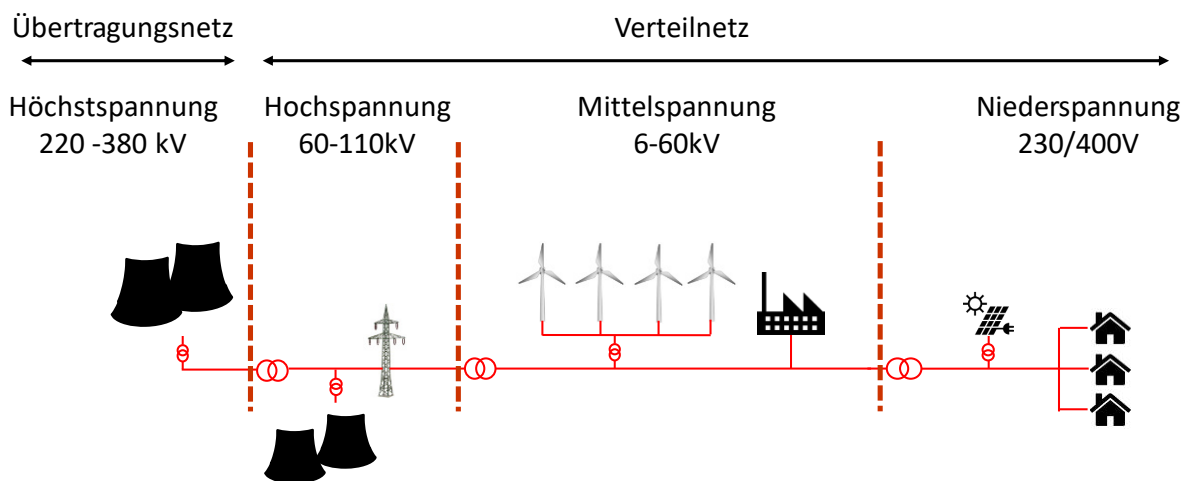 Übertragungsnetz
Verteilnetz
Höchstspannung
220 -380 kV
Hochspannung
60-110kV
Mittelspannung
6-60kV
Niederspannung
230/400V